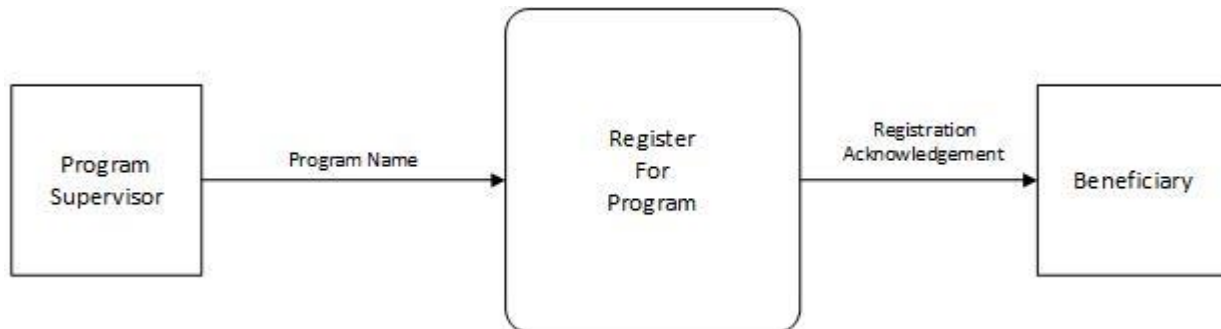 Program
Supervisor
Program Name
Register
For
Program
Registration
Acknowledgement
Beneficiary